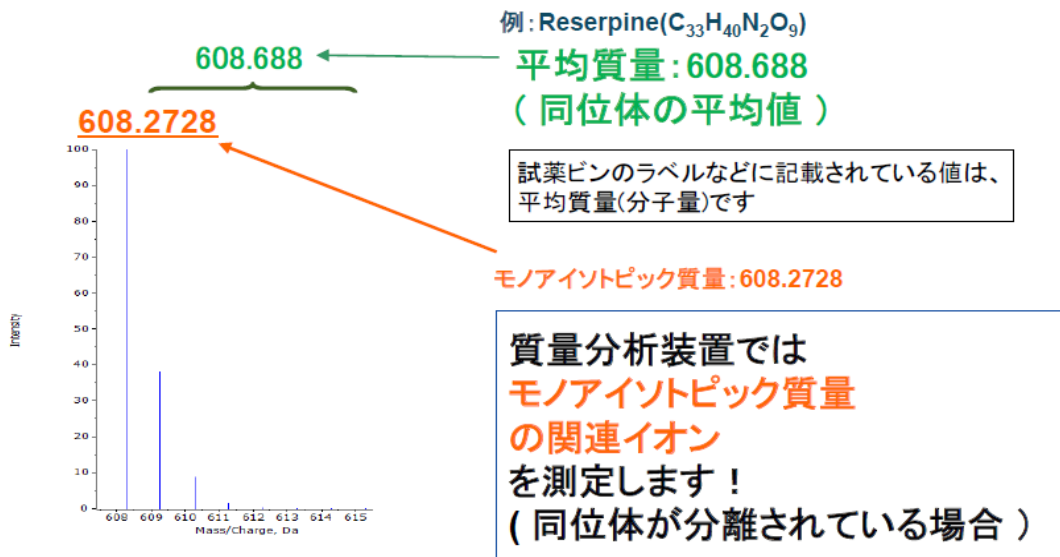 例：Reserpine(C₃₃H₄₀N₂O₉)
608.688
平均質量：608.688
( 同位体の平均値 )
608.2728
試薬ビンのラベルなどに記載されている値は、
平均質量(分子量)です
モノアイソトピック質量：608.2728
質量分析装置では
モノアイソトピック質量
の関連イオン
を測定します！
( 同位体が分離されている場合 )
Intensity
100
90
80
70
60
50
40
30
20
10
0
608 609 610 611 612 613 614 615
Mass/Charge, Da